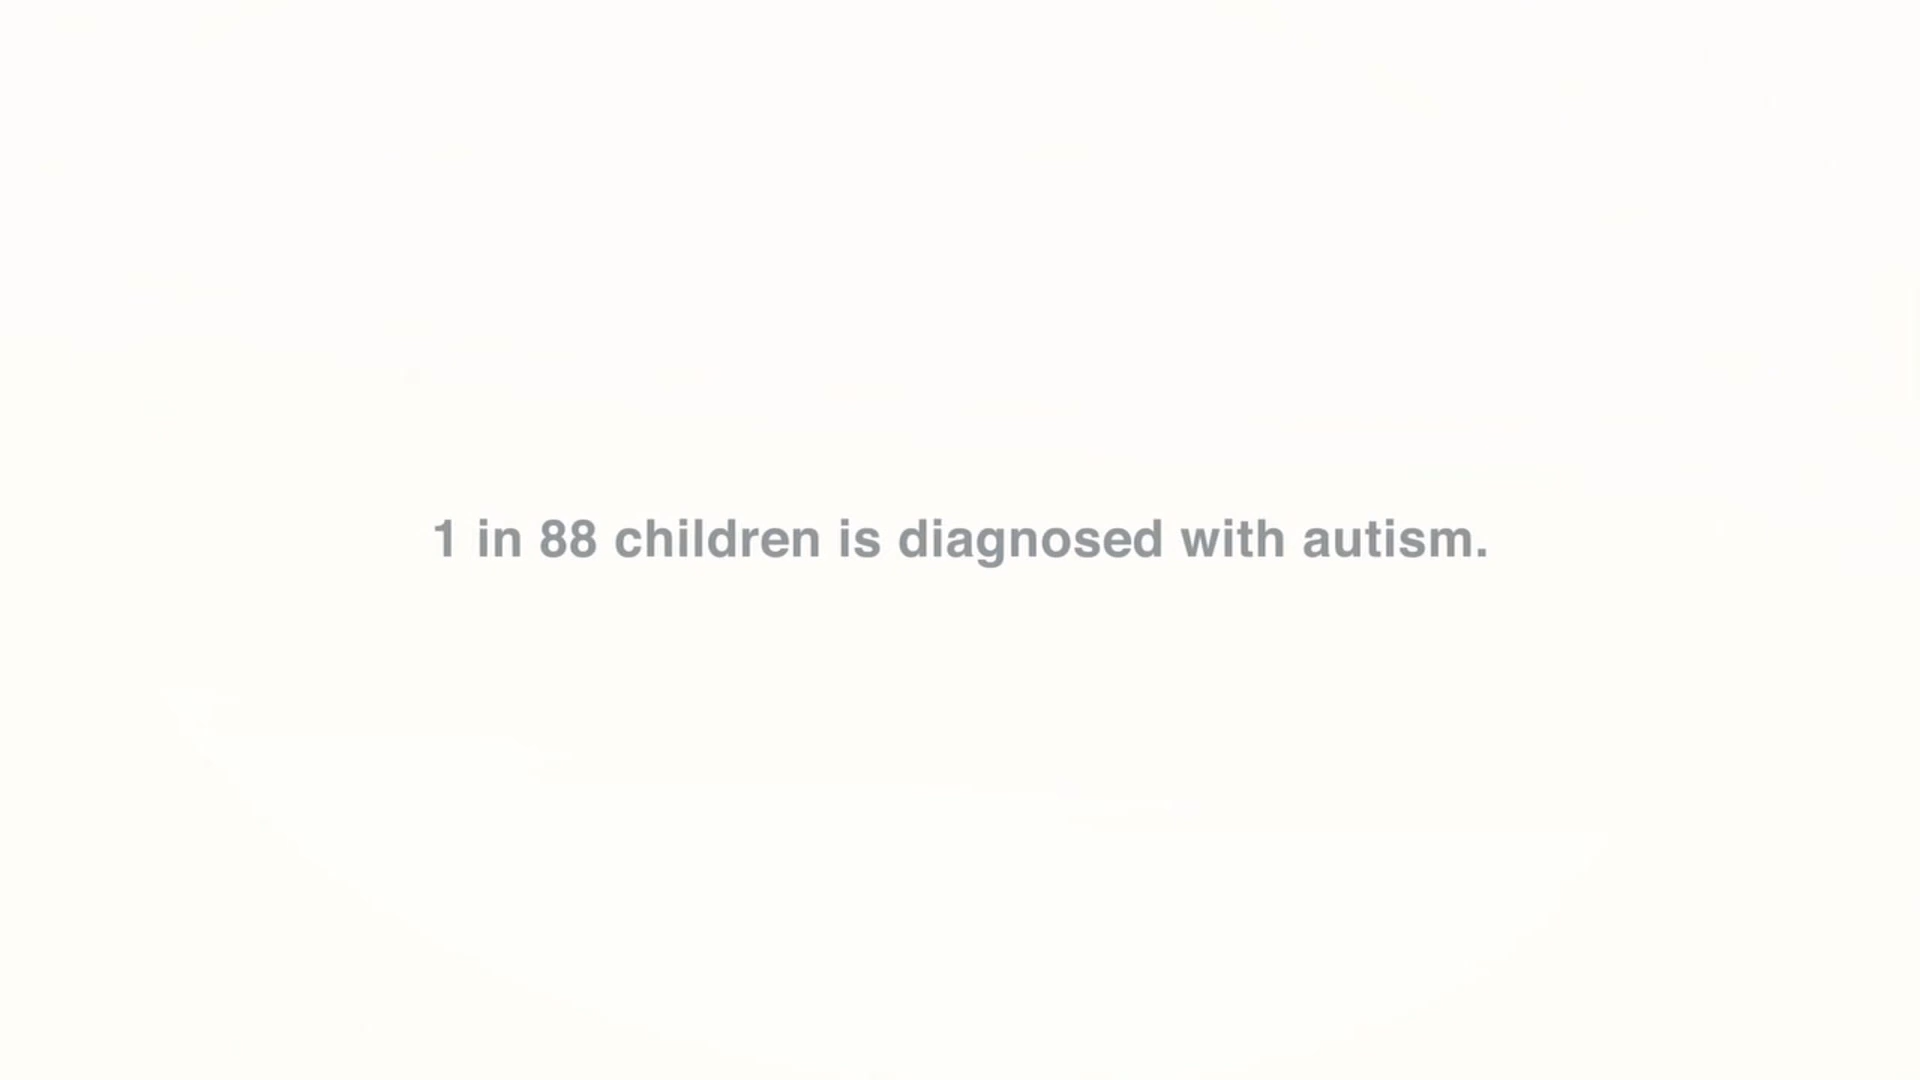 1 in 88 children is diagnosed with autism.